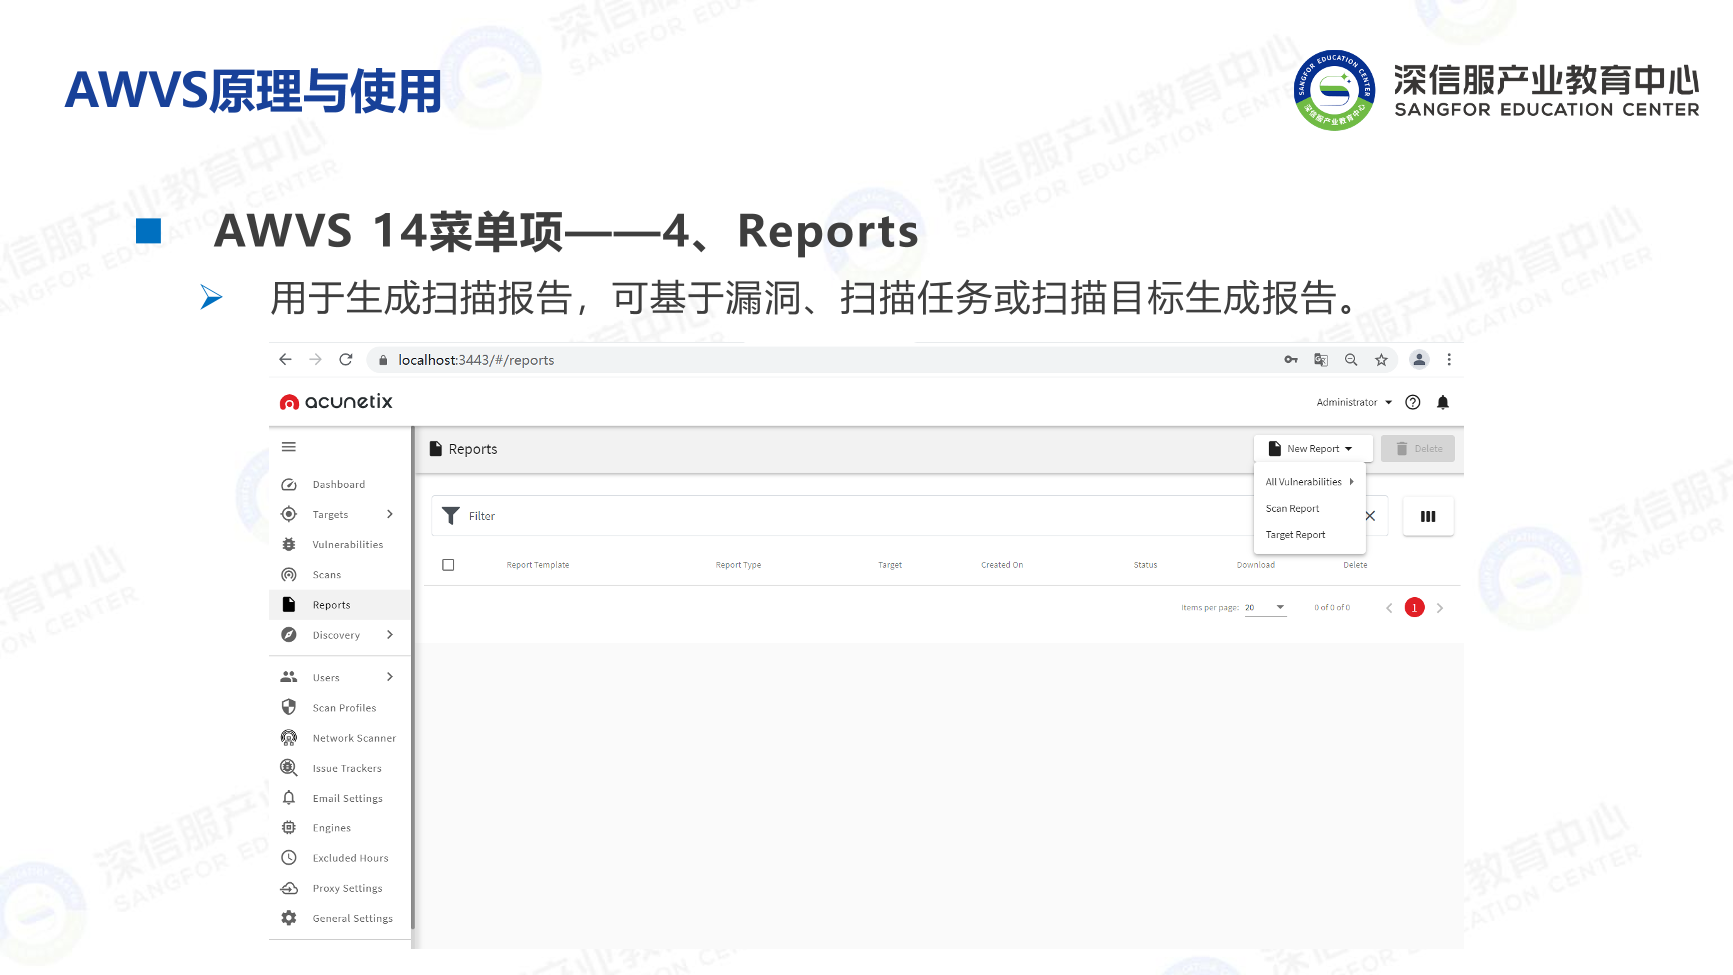 AWVS原理与使用
深信服产业教育中心
SANGFOR EDUCATION CENTER
AWVS 14菜单项——4、Reports
用于生成扫描报告，可基于漏洞、扫描任务或扫描目标生成报告。
localhost:3443/#/reports
acunetix
Administrator
Reports
New Report
Delete
All Vulnerabilities
Scan Report
Target Report
Filter
Report Template
Report Type
Target
Created On
Status
Download
Delete
Items per page: 20
0 of 0 of 0
1
Dashboard
Targets
Vulnerabilities
Scans
Reports
Discovery
Users
Scan Profiles
Network Scanner
Issue Trackers
Email Settings
Engines
Excluded Hours
Proxy Settings
General Settings